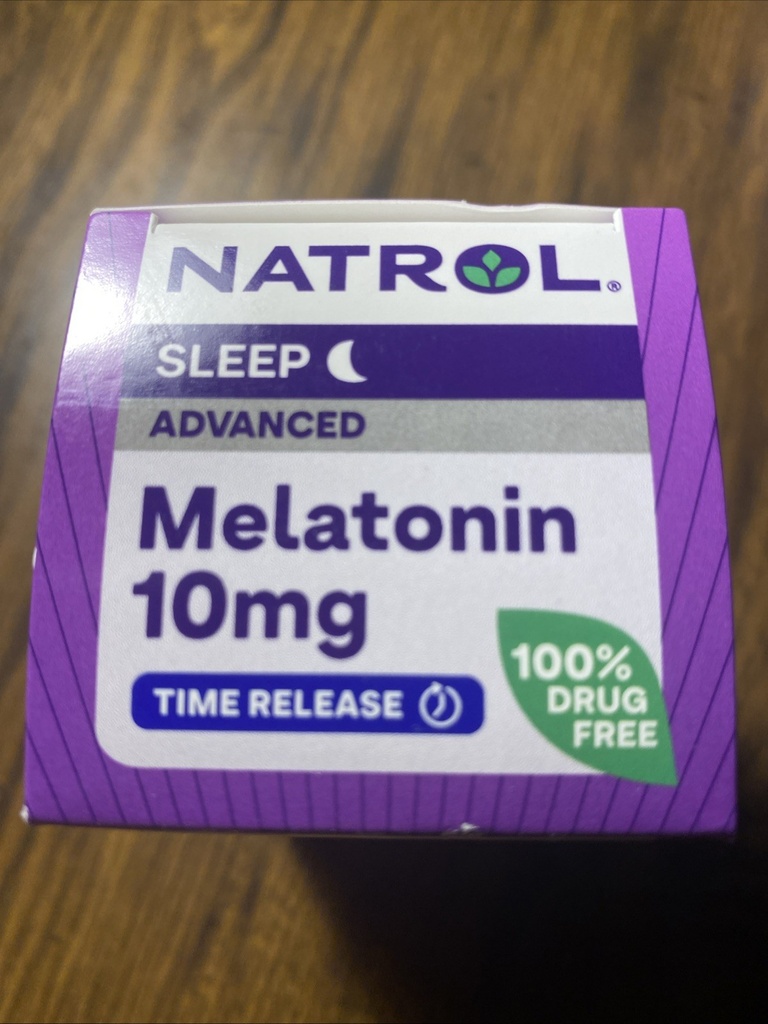 NATROL®
SLEEP
ADVANCED
Melatonin
10mg
TIME RELEASE
100%
DRUG
FREE